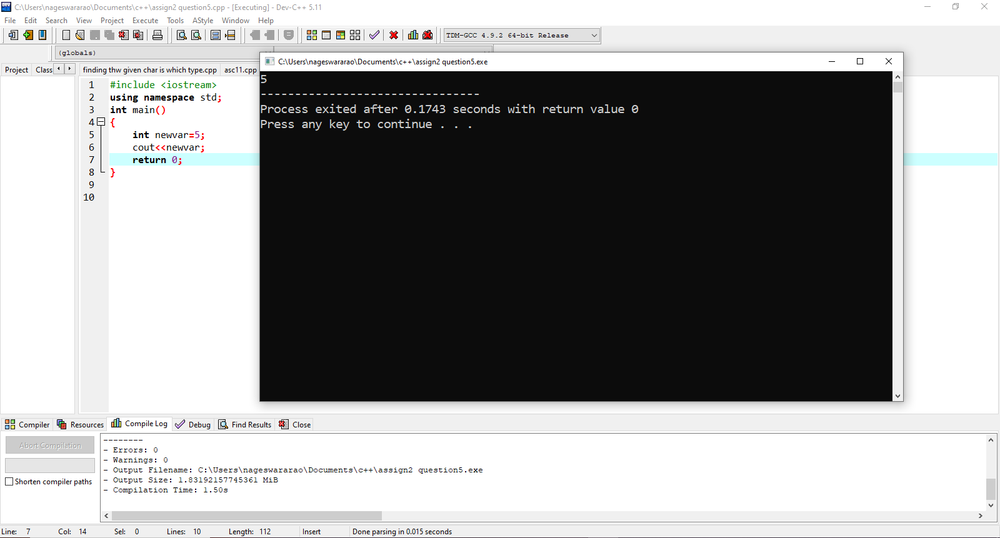 C:\Users\nageswararao\Documents\c++\assign2 question5.cpp - [Executing] - Dev-C++ 5.11
File Edit Search View Project Execute Tools AStyle Window Help
TDM-GCC 4.9.2 64-bit Release
(globals)
Project Class finding thw given char is which type.cpp asc11.cpp
1 #include <iostream>
2 using namespace std;
3 int main()
4 {
5 int newvar=5;
6 cout<<newvar;
7 return 0;
8 }
9
10
C:\Users\nageswararao\Documents\c++\assign2 question5.exe
5
--------------------------------
Process exited after 0.1743 seconds with return value 0
Press any key to continue . . .
Compiler Resources Compile Log Debug Find Results Close
Abort Compilation
Shorten compiler paths
--------
- Errors: 0
- Warnings: 0
- Output Filename: C:\Users\nageswararao\Documents\c++\assign2 question5.exe
- Output Size: 1.83192157745361 MiB
- Compilation Time: 1.50s
Line: 7 Col: 14 Sel: 0 Lines: 10 Length: 112 Insert Done parsing in 0.015 seconds